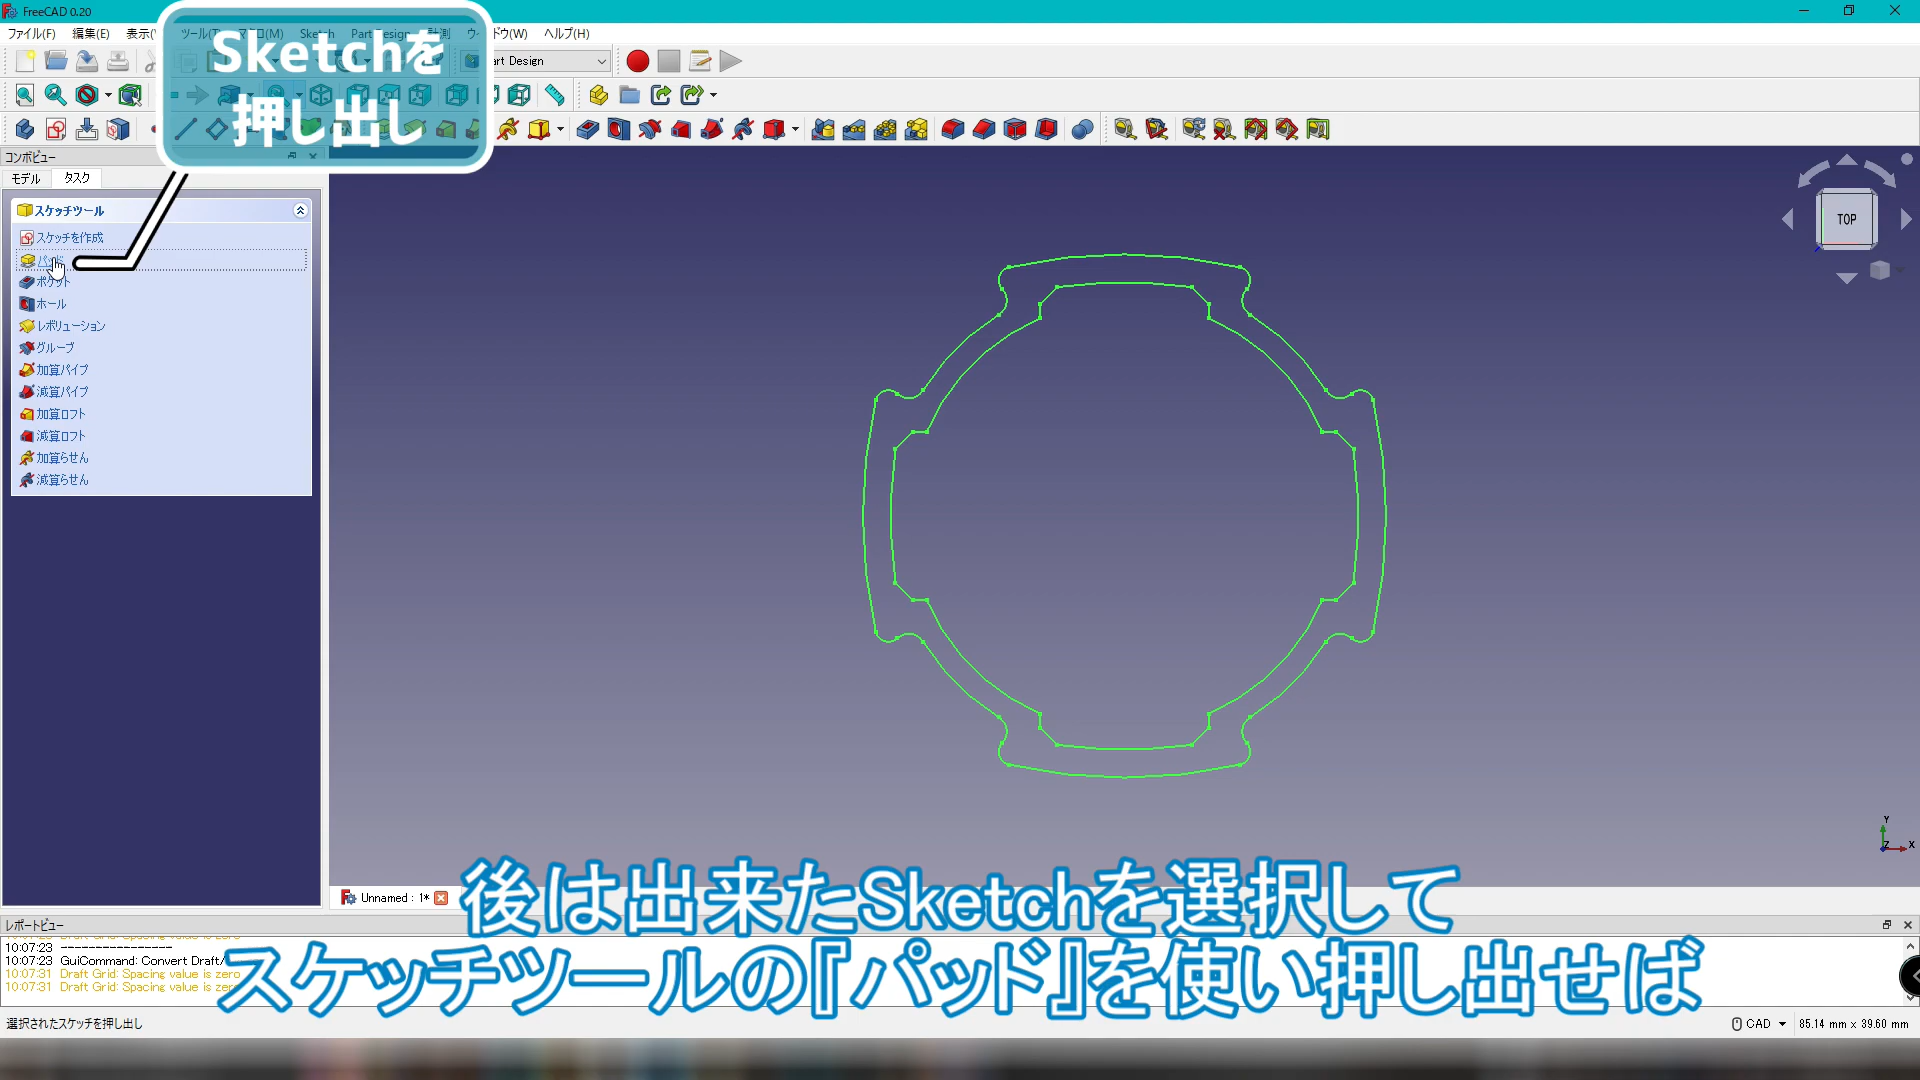 FreeCAD 0.20
ファイル(F) 編集(E) Sketch Part Design ヘルプ(H)
Sketchを
押し出し
art Design
コンボビュー
モデル タスク
スケッチツール
スケッチを作成
パッド
ポケット
ホール
レボリューション
グルーブ
加算パイプ
減算パイプ
加算ロフト
減算ロフト
加算らせん
減算らせん
TOP
Y
Z X
Unnamed : 1*
後は出来たSketchを選択して
スケッチツールの『パッド』を使い押し出せば
レポートビュー
10:07:23 ----------------
10:07:23 GuiCommand: Convert Draft/
10:07:31 Draft Grid: Spacing value is zero
10:07:31 Draft Grid: Spacing value is zero
選択されたスケッチを押し出し
CAD 85.14 mm x 39.60 mm